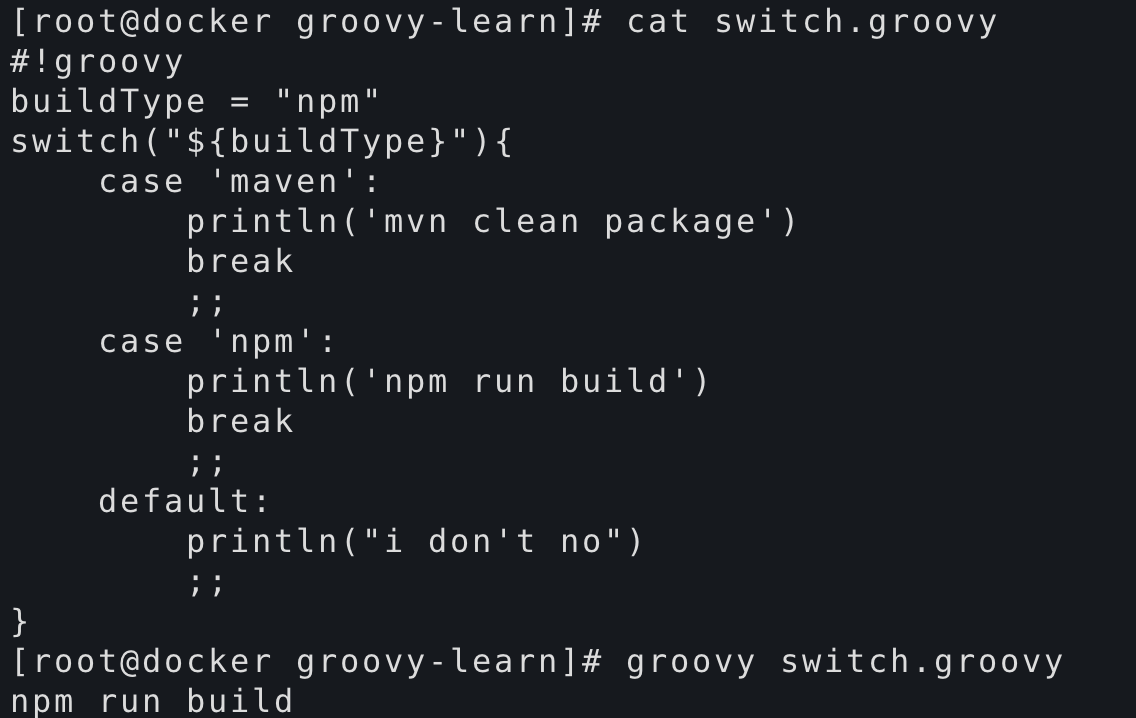 [root@docker groovy-learn]# cat switch.groovy
#!groovy
buildType = "npm"
switch("${buildType}"){
    case 'maven':
        println('mvn clean package')
        break
        ;;
    case 'npm':
        println('npm run build')
        break
        ;;
    default:
        println("i don't no")
        ;;
}
[root@docker groovy-learn]# groovy switch.groovy
npm run build